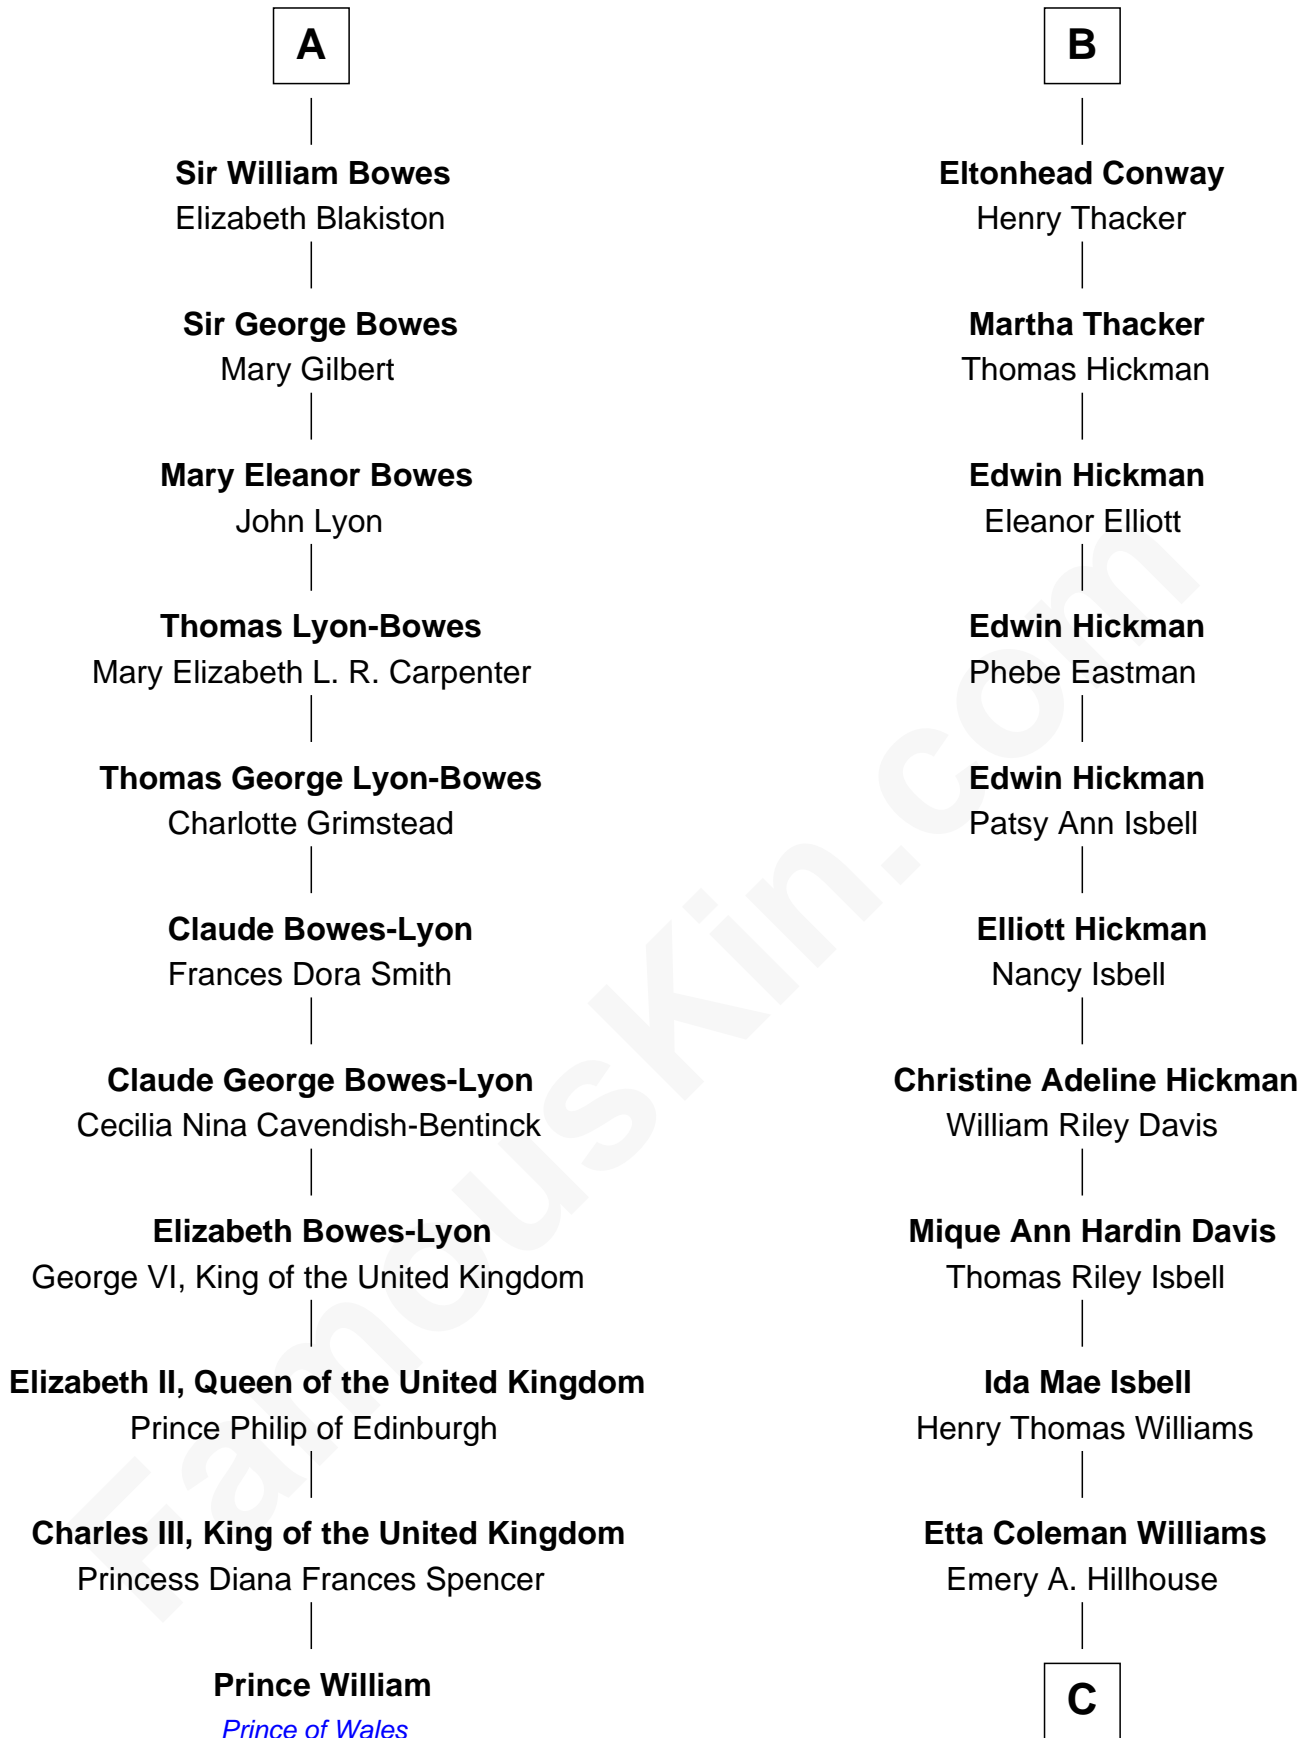 A
Sir William Bowes
Elizabeth Blakiston
Sir George Bowes
Mary Gilbert
Mary Eleanor Bowes
John Lyon
Thomas Lyon-Bowes
Mary Elizabeth L. R. Carpenter
Thomas George Lyon-Bowes
Charlotte Grimstead
Claude Bowes-Lyon
Frances Dora Smith
Claude George Bowes-Lyon
Cecilia Nina Cavendish-Bentinck
Elizabeth Bowes-Lyon
George VI, King of the United Kingdom
Elizabeth II, Queen of the United Kingdom
Prince Philip of Edinburgh
Charles III, King of the United Kingdom
Princess Diana Frances Spencer
Prince William
Prince of Wales
B
Eltonhead Conway
Henry Thacker
Martha Thacker
Thomas Hickman
Edwin Hickman
Eleanor Elliott
Edwin Hickman
Phebe Eastman
Edwin Hickman
Patsy Ann Isbell
Elliott Hickman
Nancy Isbell
Christine Adeline Hickman
William Riley Davis
Mique Ann Hardin Davis
Thomas Riley Isbell
Ida Mae Isbell
Henry Thomas Williams
Etta Coleman Williams
Emery A. Hillhouse
C
FamousKin.com